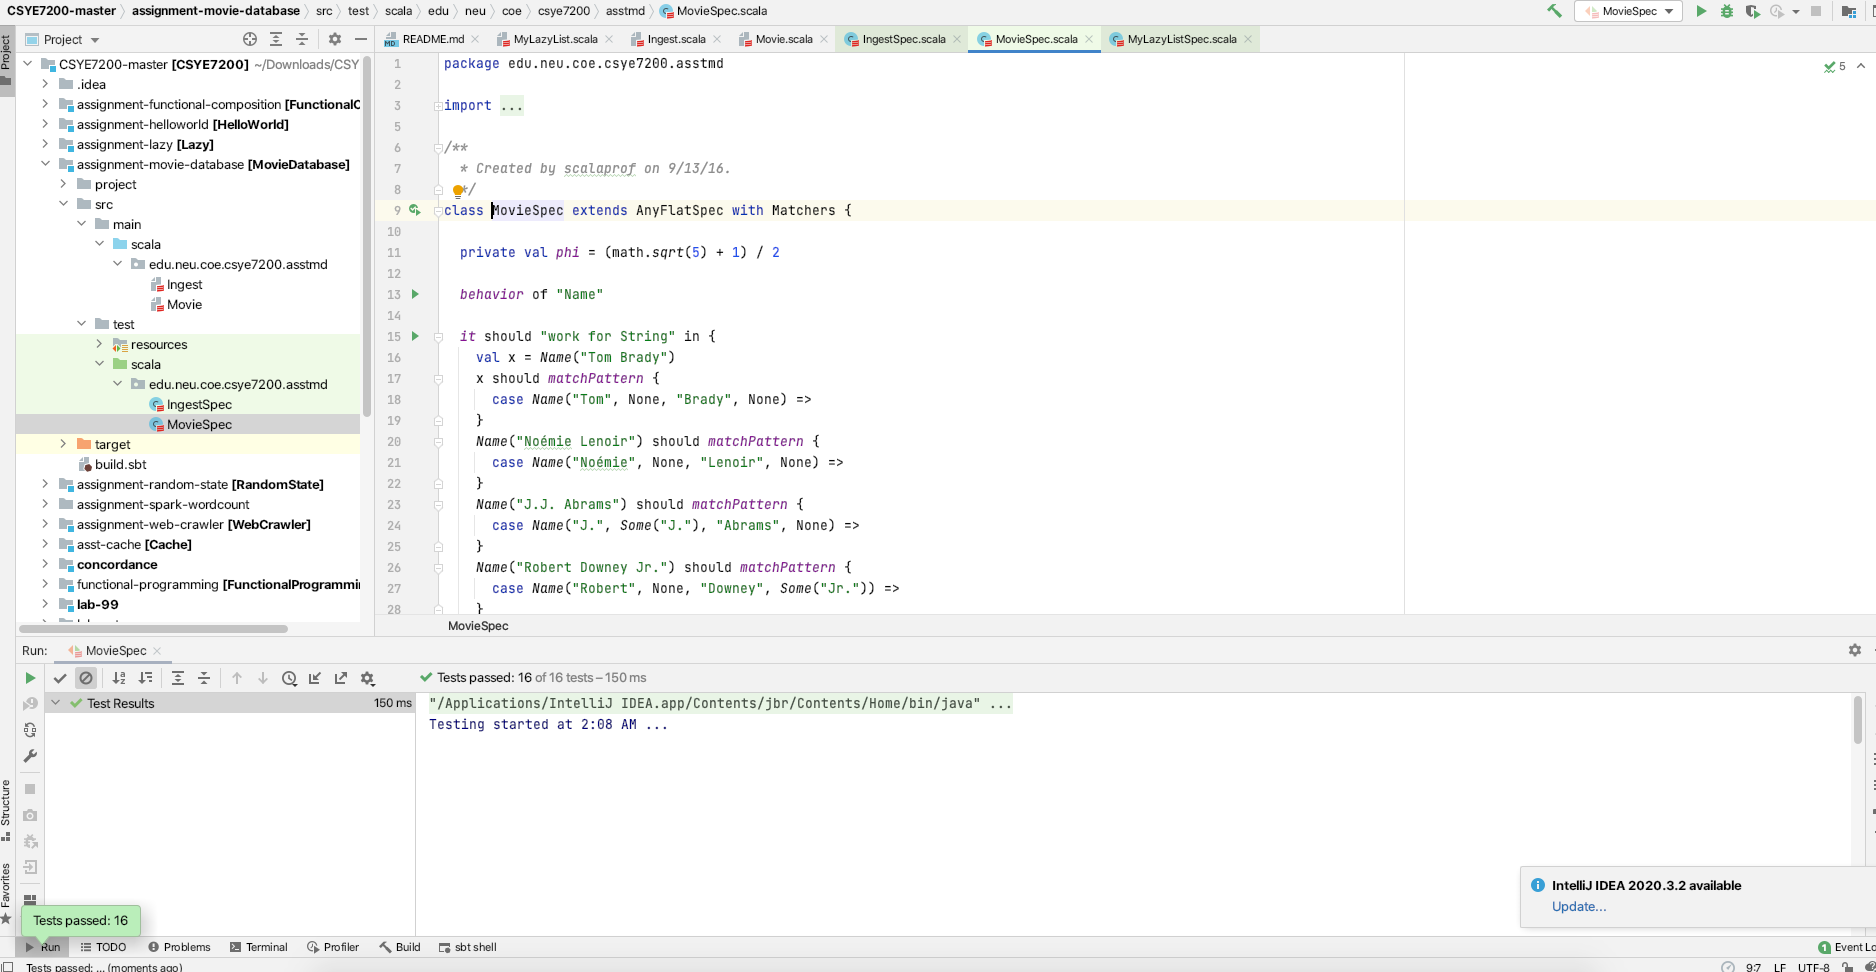 CSYE7200-master assignment-movie-database src test scala edu neu coe csye7200 asstmd MovieSpec.scala
MovieSpec
Project
Project
README.md MyLazyList.scala Ingest.scala Movie.scala IngestSpec.scala MovieSpec.scala MyLazyListSpec.scala
CSYE7200-master [CSYE7200] ~/Downloads/CSY
.idea
assignment-functional-composition [FunctionalC
assignment-helloworld [HelloWorld]
assignment-lazy [Lazy]
assignment-movie-database [MovieDatabase]
project
src
main
scala
edu.neu.coe.csye7200.asstmd
Ingest
Movie
test
resources
scala
edu.neu.coe.csye7200.asstmd
IngestSpec
MovieSpec
target
build.sbt
assignment-random-state [RandomState]
assignment-spark-wordcount
assignment-web-crawler [WebCrawler]
asst-cache [Cache]
concordance
functional-programming [FunctionalProgrammi
lab-99
5
1 package edu.neu.coe.csye7200.asstmd
2
3 import ...
5
6 /**
7 * Created by scalaprof on 9/13/16.
8 */
9 class MovieSpec extends AnyFlatSpec with Matchers {
10
11 private val phi = (math.sqrt(5) + 1) / 2
12
13 behavior of "Name"
14
15 it should "work for String" in {
16 val x = Name("Tom Brady")
17 x should matchPattern {
18 case Name("Tom", None, "Brady", None) =>
19 }
20 Name("Noémie Lenoir") should matchPattern {
21 case Name("Noémie", None, "Lenoir", None) =>
22 }
23 Name("J.J. Abrams") should matchPattern {
24 case Name("J.", Some("J."), "Abrams", None) =>
25 }
26 Name("Robert Downey Jr.") should matchPattern {
27 case Name("Robert", None, "Downey", Some("Jr.")) =>
28 }
MovieSpec
Run: MovieSpec
Tests passed: 16 of 16 tests – 150 ms
Test Results 150 ms
"/Applications/IntelliJ IDEA.app/Contents/jbr/Contents/Home/bin/java" ...
Testing started at 2:08 AM ...
Structure
Favorites
IntelliJ IDEA 2020.3.2 available
Update...
Tests passed: 16
Run TODO Problems Terminal Profiler Build sbt shell
1 Event Lo
Tests passed: ... (moments ago)
9:7 LF UTF-8